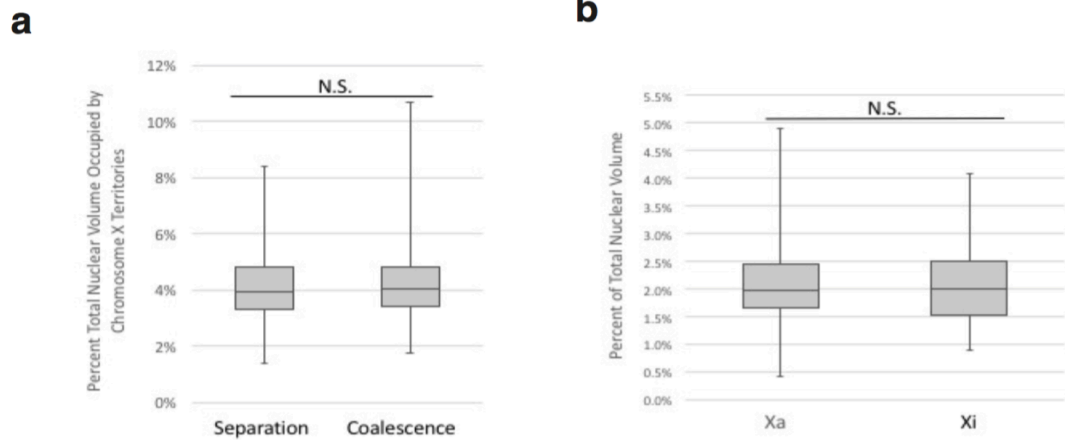 a
Percent Total Nuclear Volume Occupied by
Chromosome X Territories
12%
10%
8%
6%
4%
2%
0%
N.S.
Separation
Coalescence
b
Percent of Total Nuclear Volume
5.5%
5.0%
4.5%
4.0%
3.5%
3.0%
2.5%
2.0%
1.5%
1.0%
0.5%
0.0%
N.S.
Xa
Xi